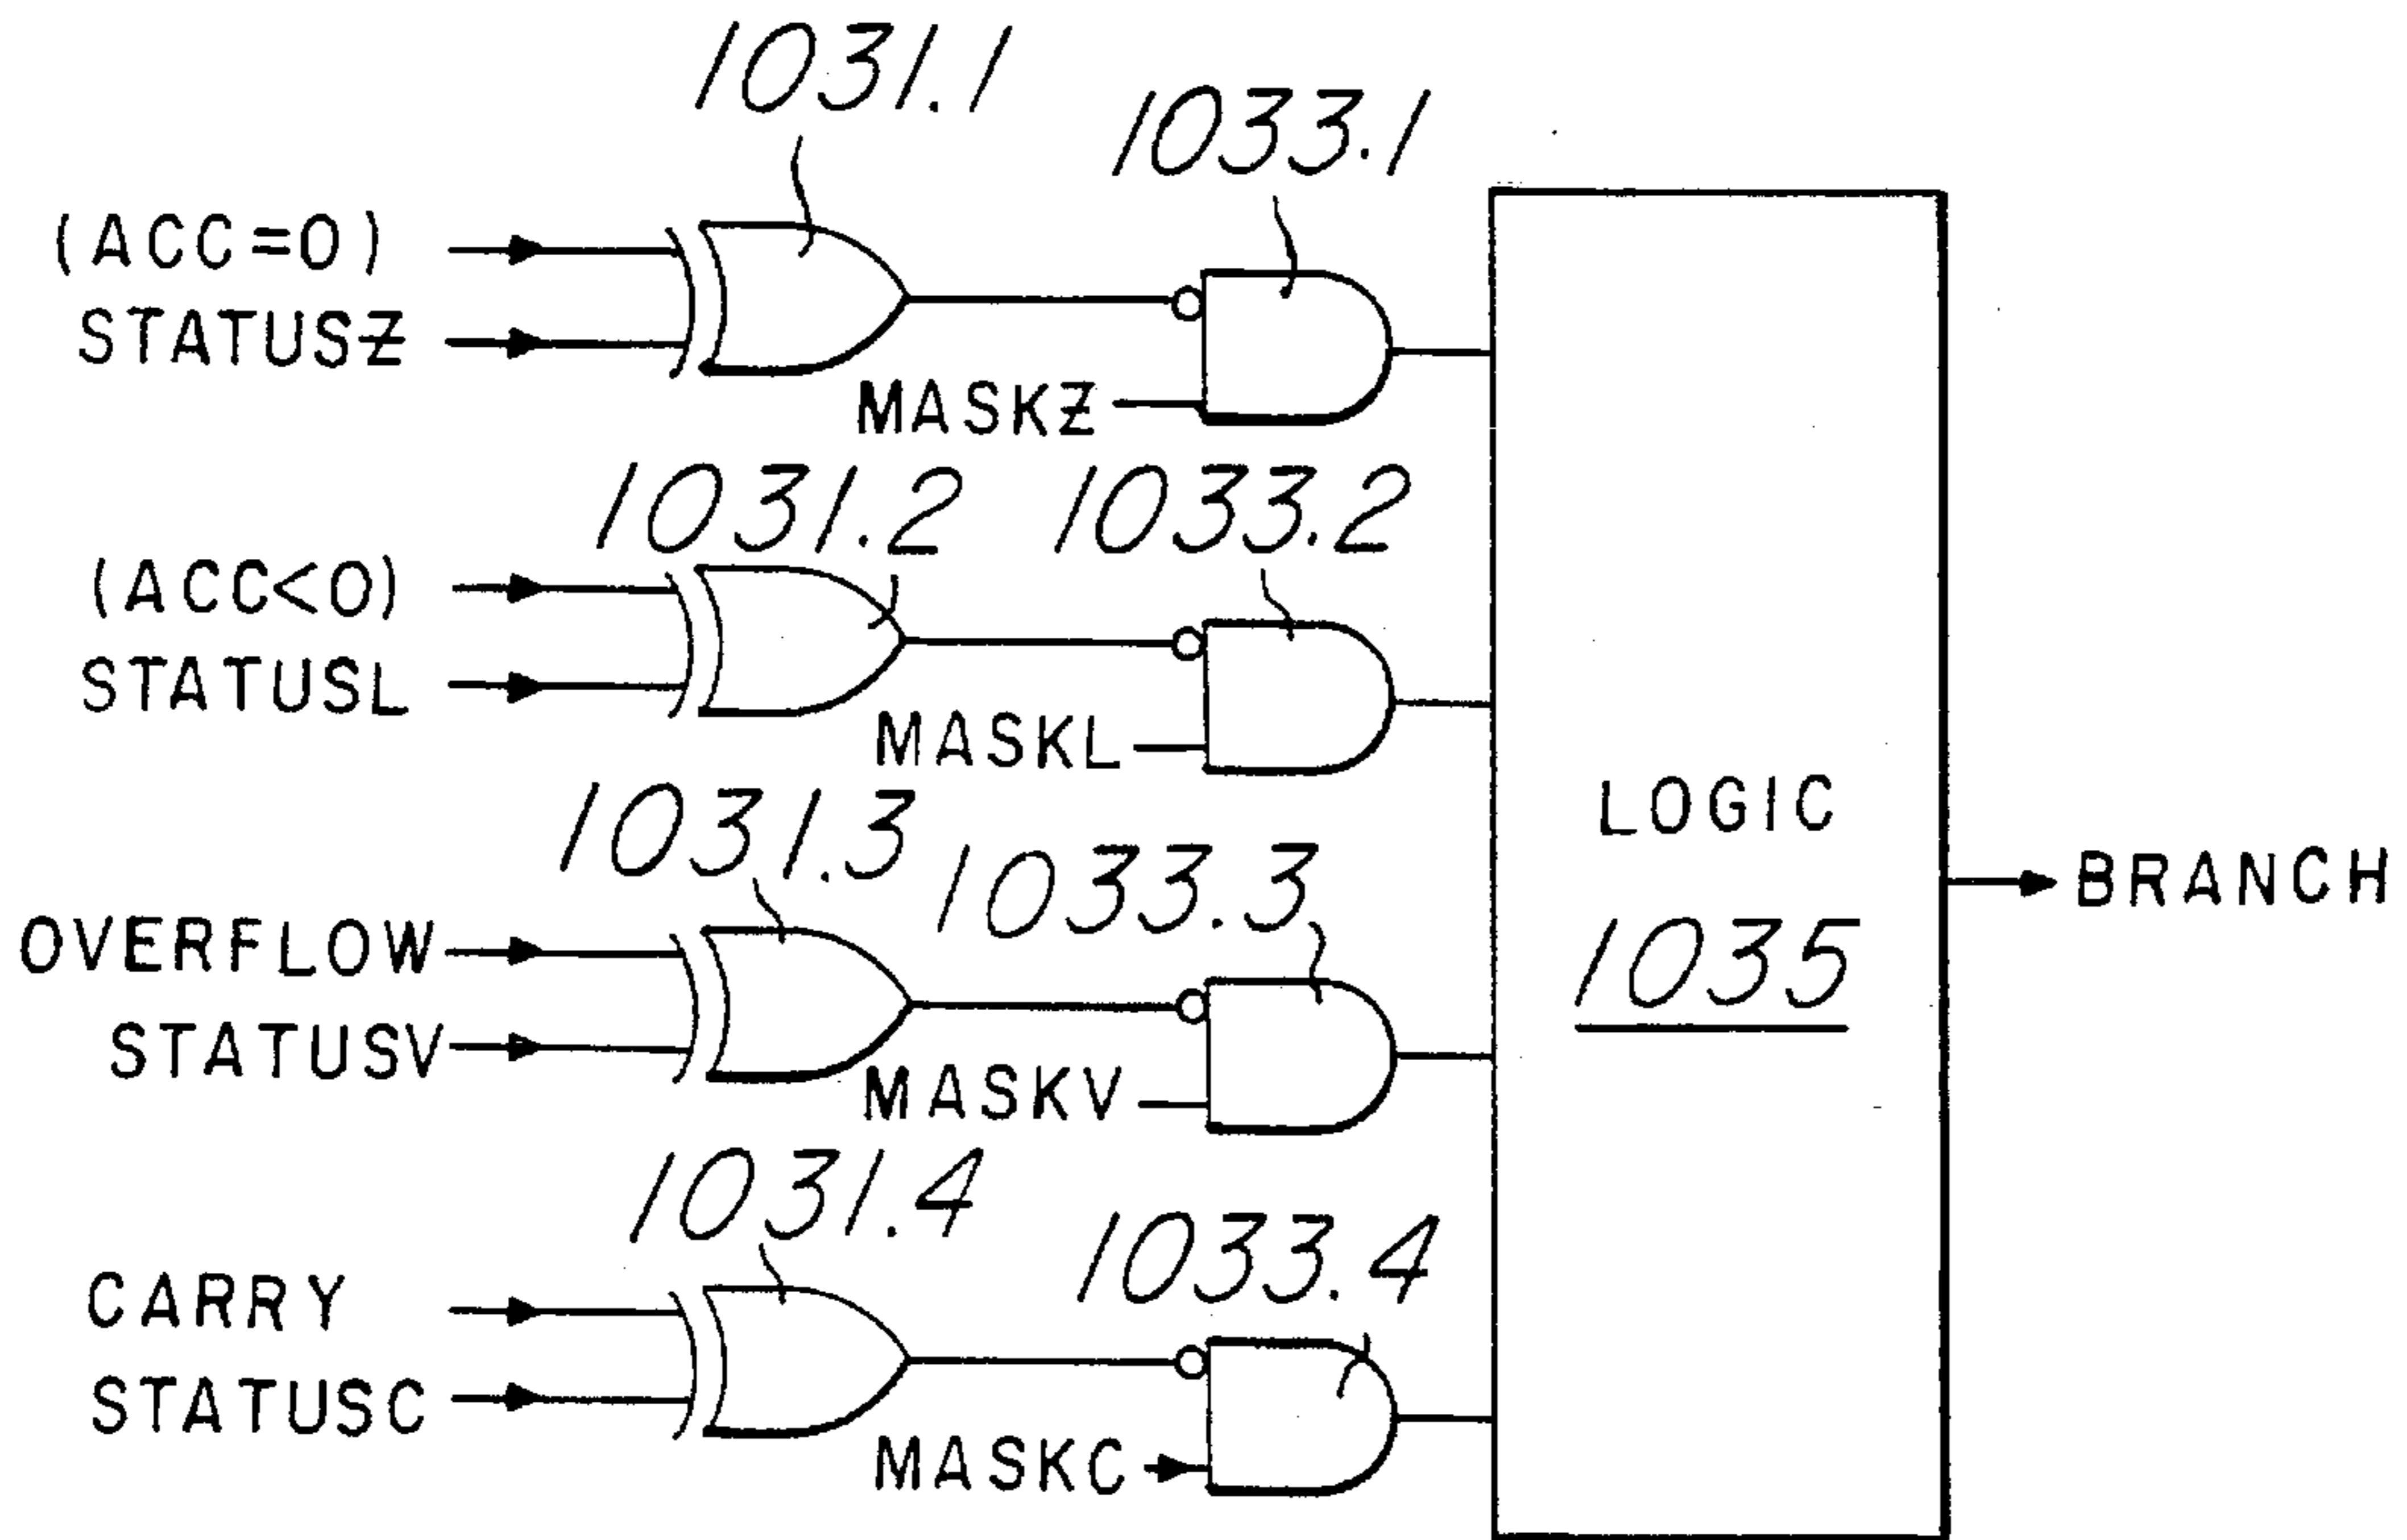 1031.1
1033.1
(ACC=0)
STATUSZ
MASKZ
1031.2
1033.2
(ACC<0)
STATUSL
MASKL
1031.3
1033.3
OVERFLOW
STATUSV
MASKV
LOGIC
1035
BRANCH
1031.4
1033.4
CARRY
STATUSC
MASKC